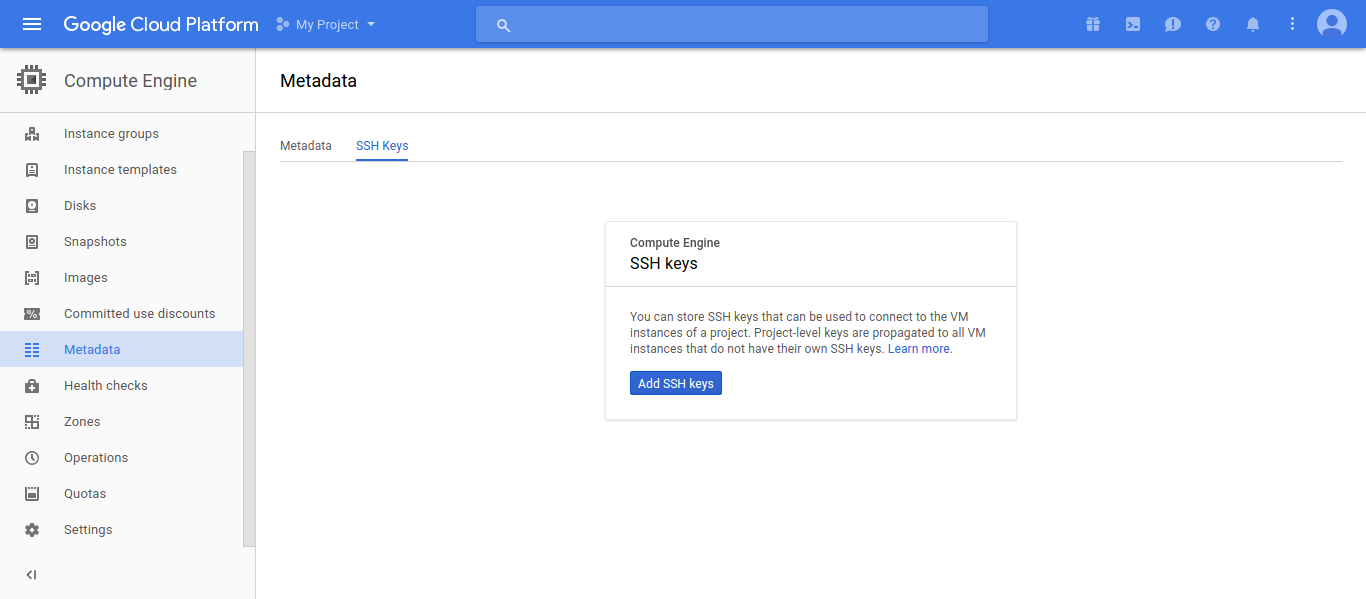 Google Cloud Platform
My Project
Compute Engine
Instance groups
Instance templates
Disks
Snapshots
Images
Committed use discounts
Metadata
Health checks
Zones
Operations
Quotas
Settings
Metadata
Metadata
SSH Keys
Compute Engine
SSH keys
You can store SSH keys that can be used to connect to the VM
instances of a project. Project-level keys are propagated to all VM
instances that do not have their own SSH keys. Learn more.
Add SSH keys